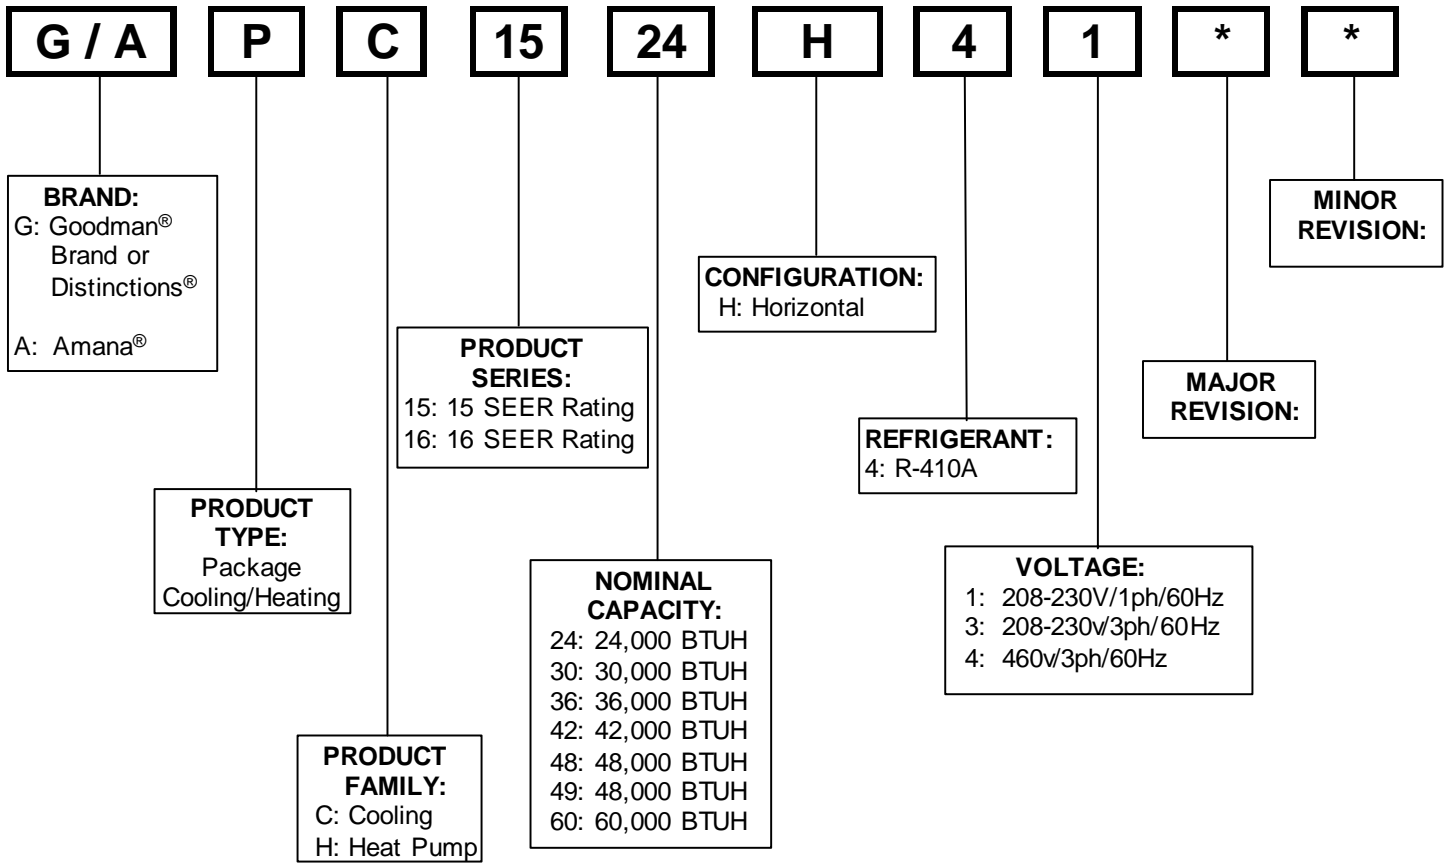 G / A P C 15 24 H 4 1 * *
BRAND:
G: Goodman®
Brand or
Distinctions®
A: Amana®
PRODUCT
TYPE:
Package
Cooling/Heating
PRODUCT
FAMILY:
C: Cooling
H: Heat Pump
PRODUCT
SERIES:
15: 15 SEER Rating
16: 16 SEER Rating
NOMINAL
CAPACITY:
24: 24,000 BTUH
30: 30,000 BTUH
36: 36,000 BTUH
42: 42,000 BTUH
48: 48,000 BTUH
49: 48,000 BTUH
60: 60,000 BTUH
CONFIGURATION:
H: Horizontal
REFRIGERANT:
4: R-410A
VOLTAGE:
1: 208-230V/1ph/60Hz
3: 208-230v/3ph/60Hz
4: 460v/3ph/60Hz
MAJOR
REVISION:
MINOR
REVISION: